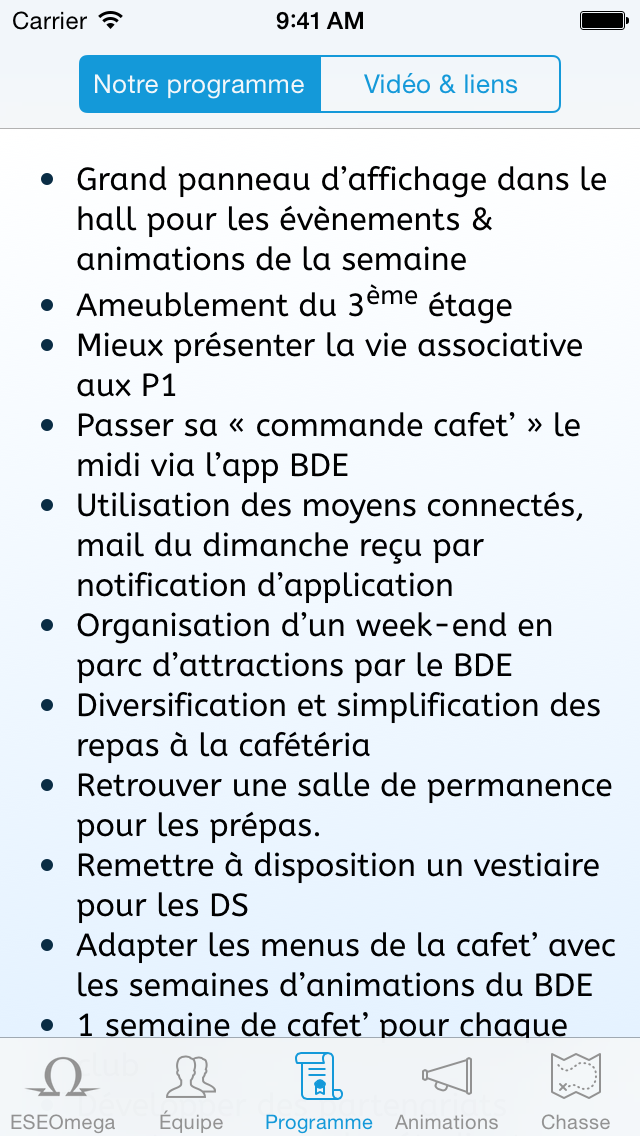 Carrier 9:41 AM
Notre programme Vidéo & liens
• Grand panneau d’affichage dans le
hall pour les évènements &
animations de la semaine
• Ameublement du 3ème étage
• Mieux présenter la vie associative
aux P1
• Passer sa « commande cafet’ » le
midi via l’app BDE
• Utilisation des moyens connectés,
mail du dimanche reçu par
notification d’application
• Organisation d’un week-end en
parc d’attractions par le BDE
• Diversification et simplification des
repas à la cafétéria
• Retrouver une salle de permanence
pour les prépas.
• Remettre à disposition un vestiaire
pour les DS
• Adapter les menus de la cafet’ avec
les semaines d’animations du BDE
• 1 semaine de cafet’ pour chaque
club
Développer des partenariats
ESEOmega Équipe Programme Animations Chasse